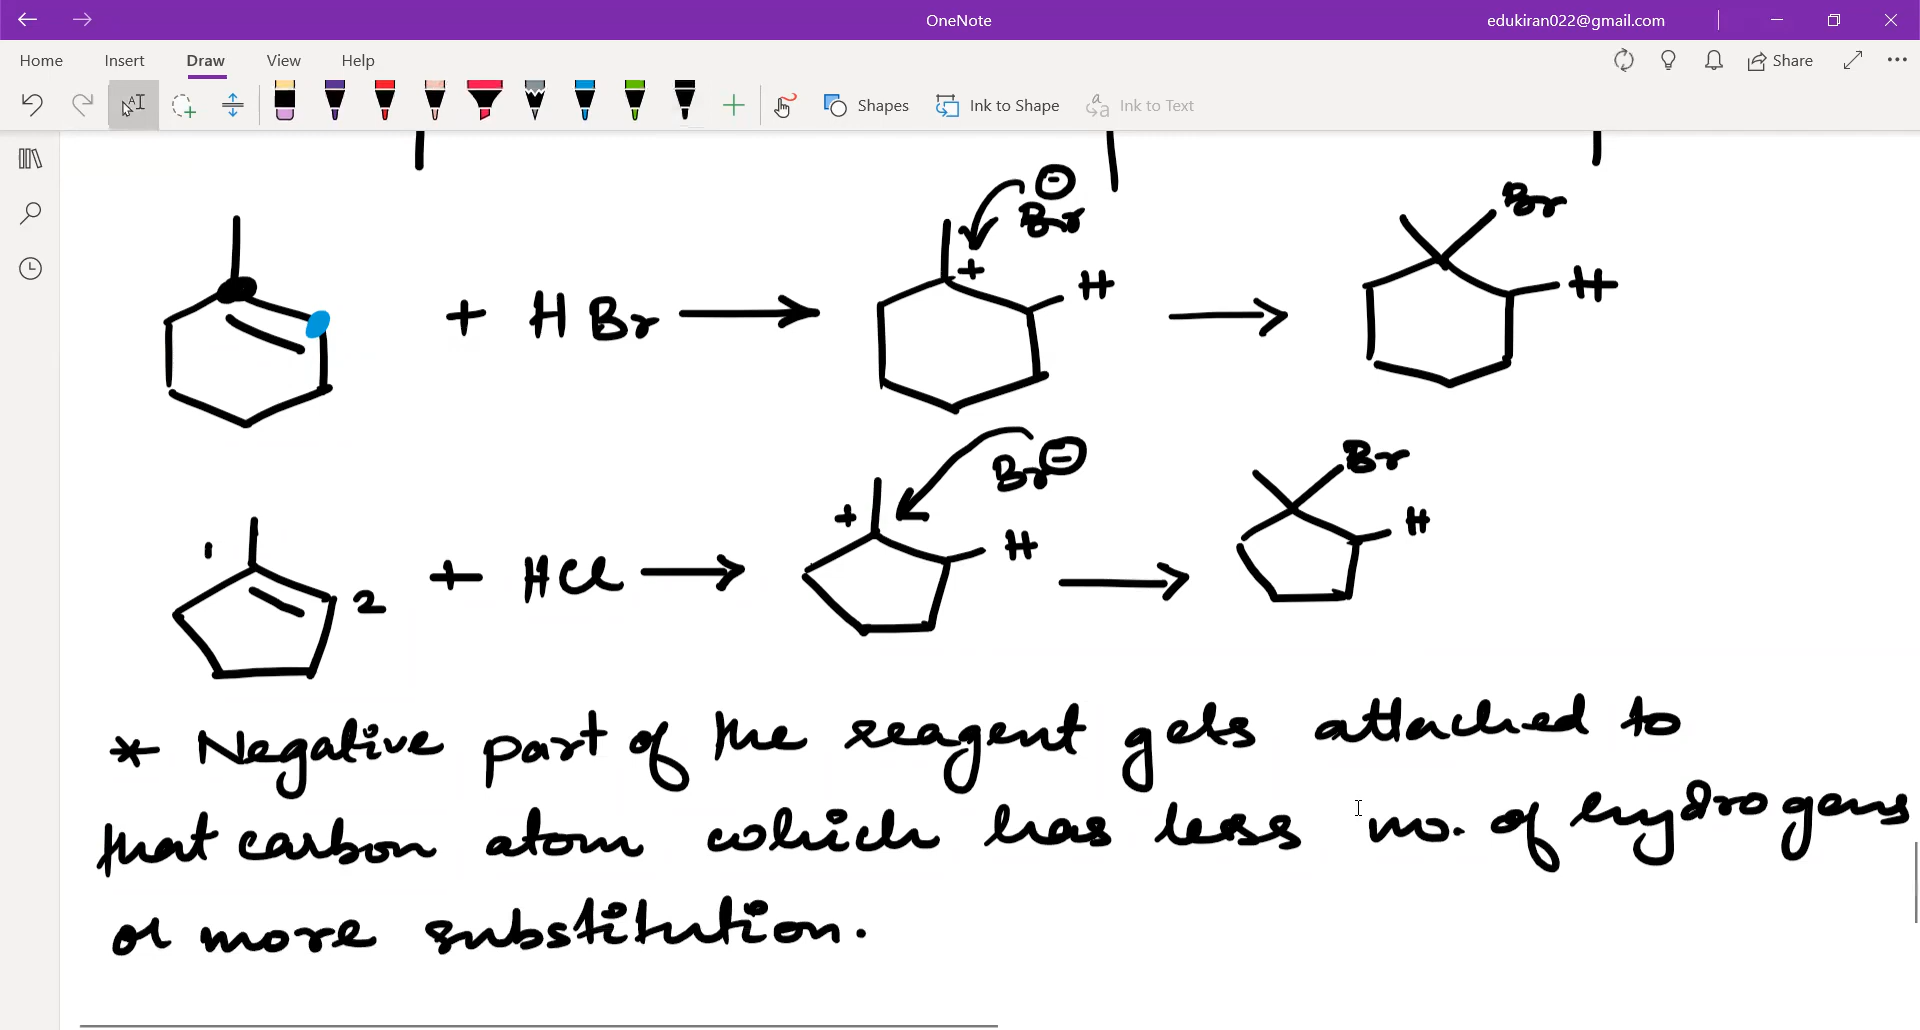 OneNote
edukiran022@gmail.com
Home Insert Draw View Help
Share
Shapes Ink to Shape Ink to Text
⊖
Br
Br
+ H
H
+ H Br
Br⊖
Br
+
H
H
1
2
+ HCl
* Negative part of the reagent gets attached to
that carbon atom which has less no. of hydrogens
or more substitution.